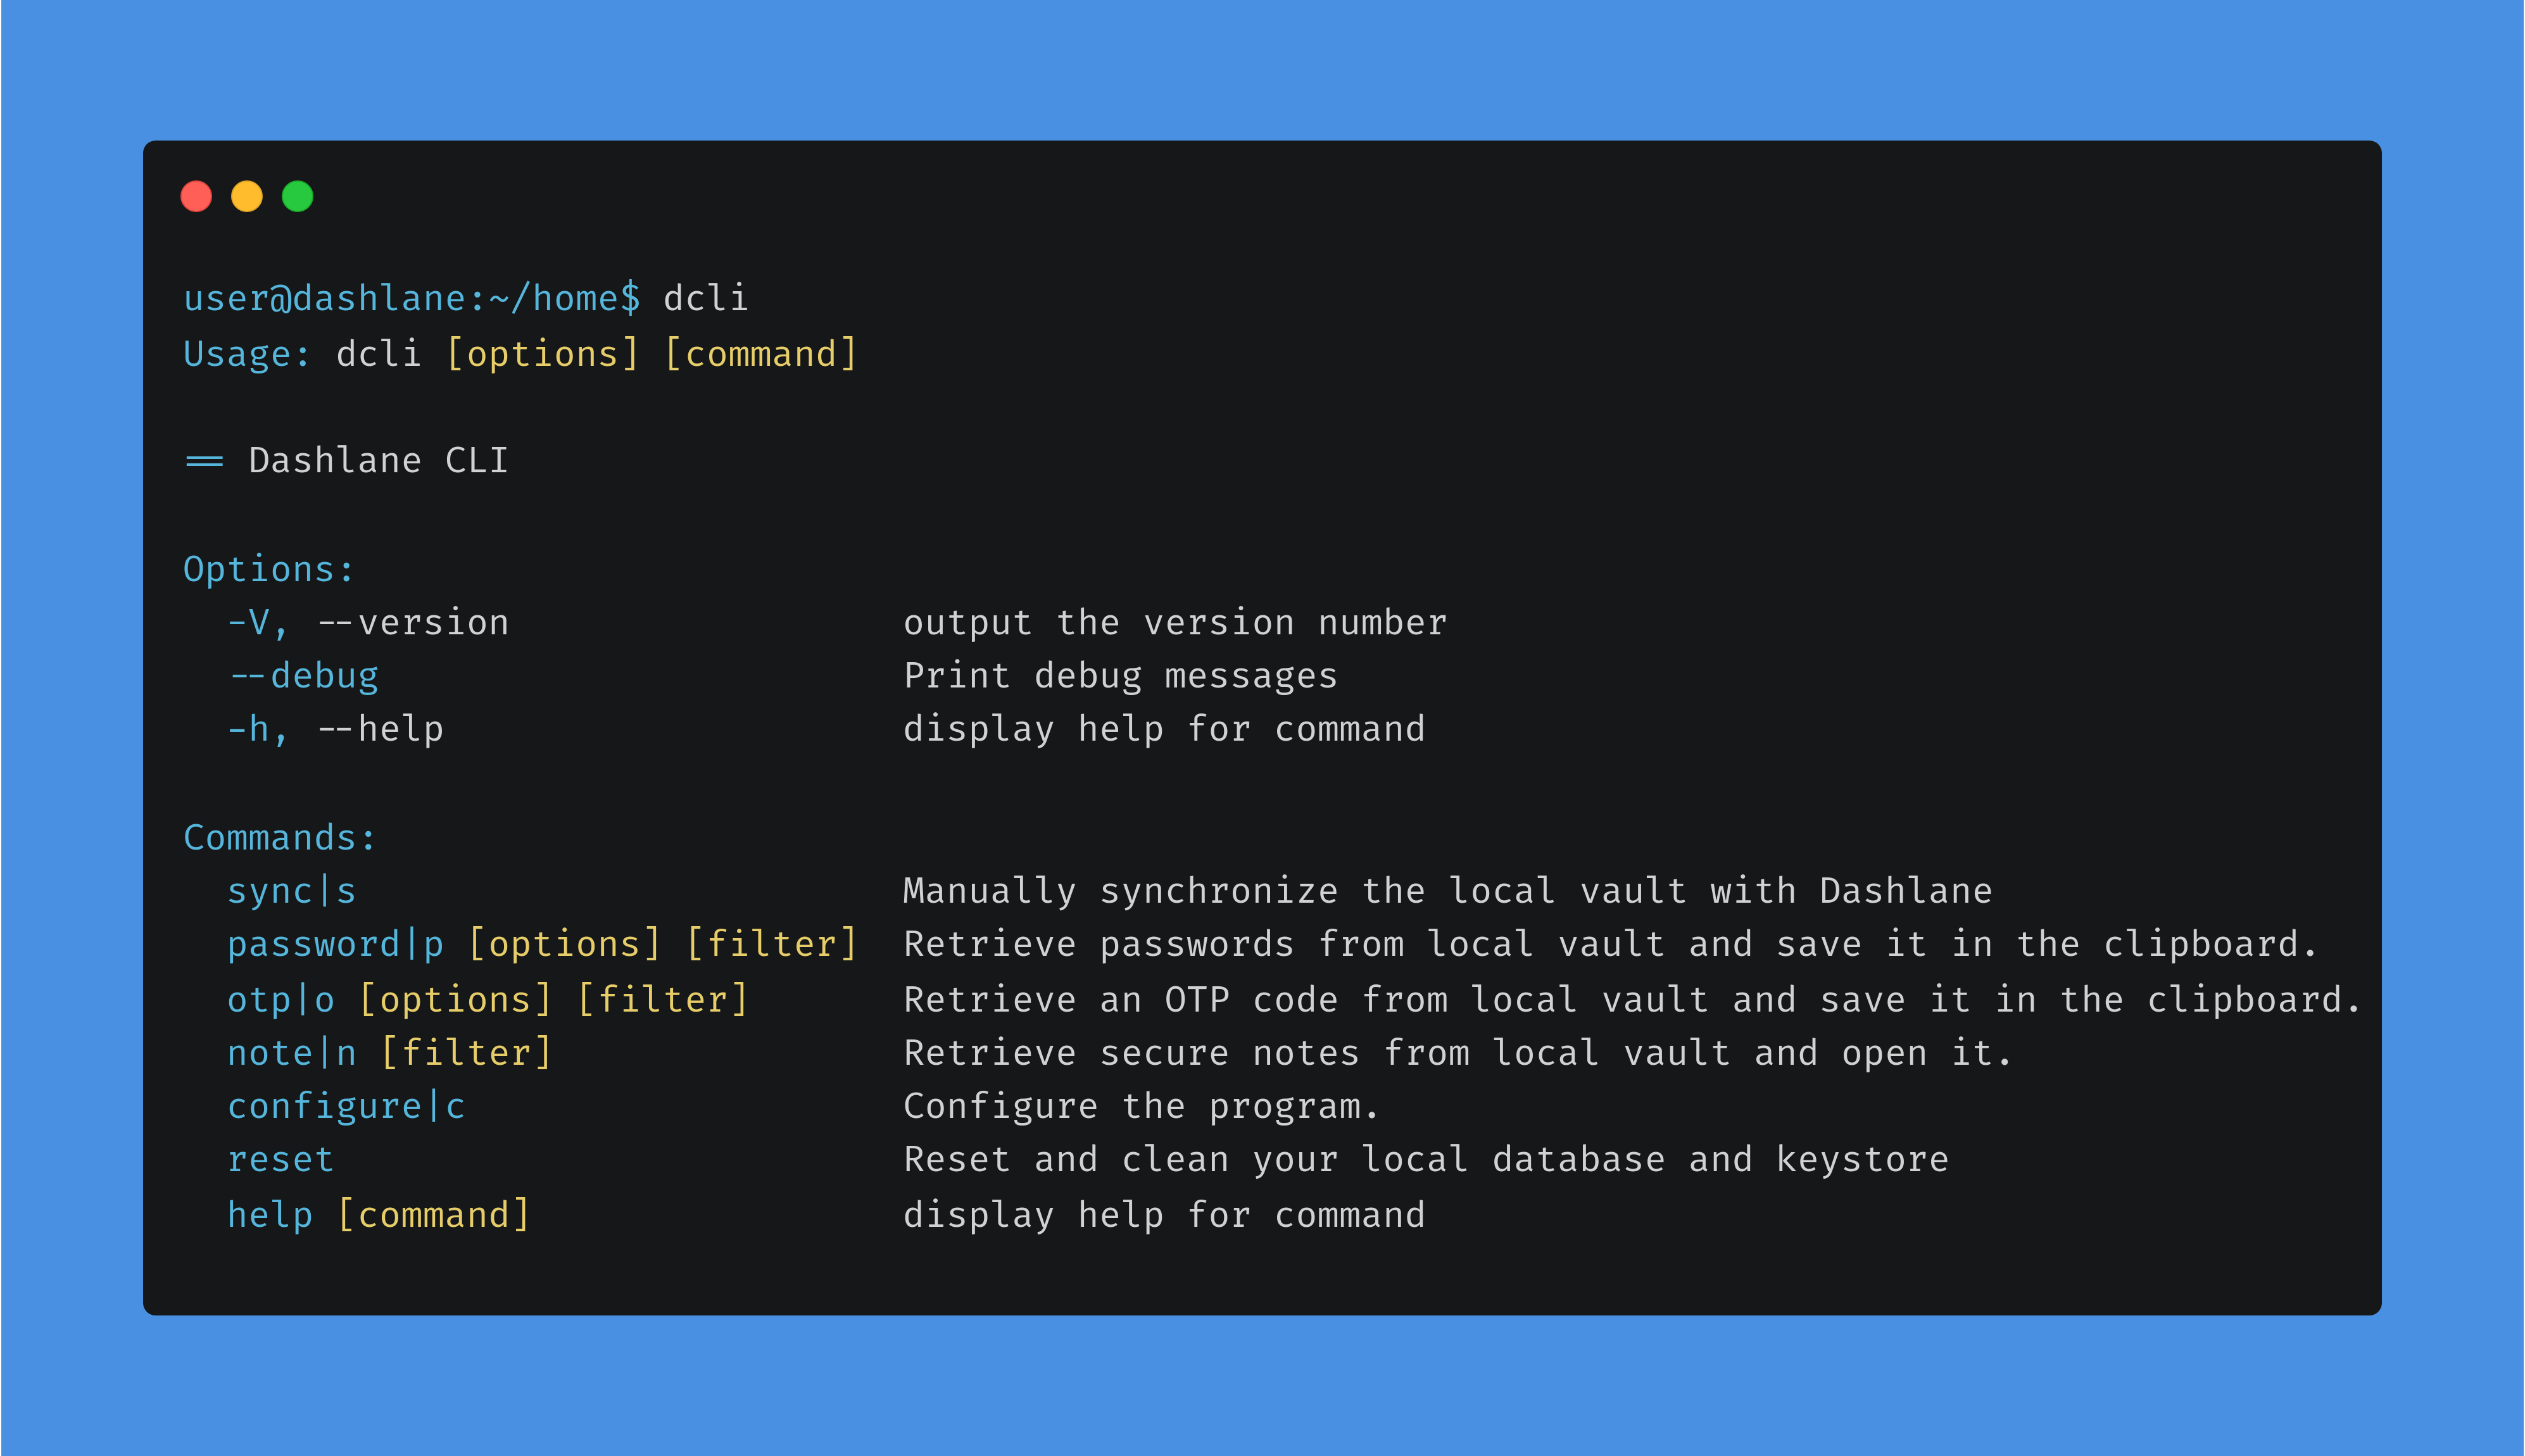 user@dashlane:~/home$ dcli
Usage: dcli [options] [command]
== Dashlane CLI
Options:
-V, --version output the version number
--debug Print debug messages
-h, --help display help for command
Commands:
sync|s Manually synchronize the local vault with Dashlane
password|p [options] [filter] Retrieve passwords from local vault and save it in the clipboard.
otp|o [options] [filter] Retrieve an OTP code from local vault and save it in the clipboard.
note|n [filter] Retrieve secure notes from local vault and open it.
configure|c Configure the program.
reset Reset and clean your local database and keystore
help [command] display help for command